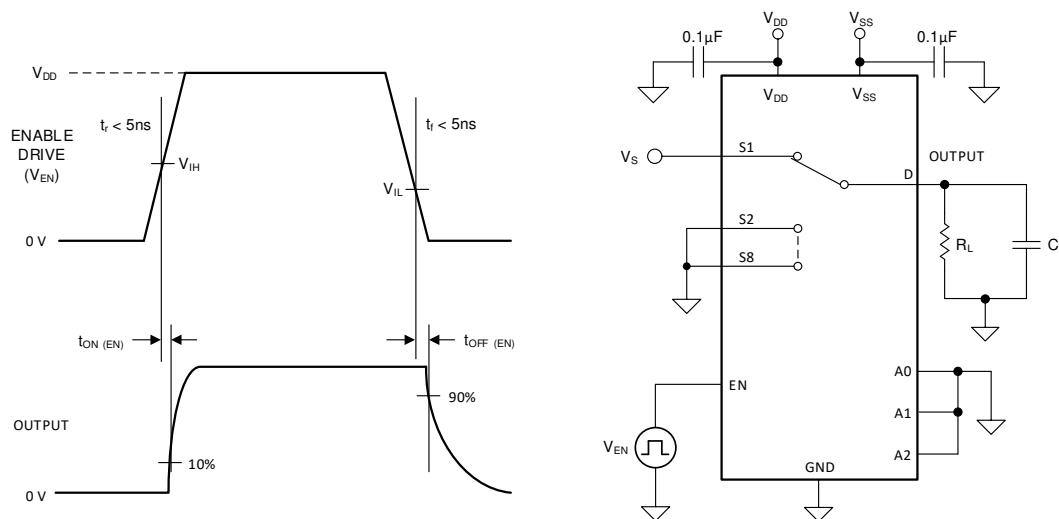 V_DD
t_r < 5ns
t_f < 5ns
ENABLE
DRIVE
(V_EN)
V_IH
V_IL
0 V
t_ON (EN)
t_OFF (EN)
90%
OUTPUT
10%
0 V
V_DD
V_SS
0.1µF
0.1µF
V_DD
V_SS
V_S
S1
OUTPUT
D
S2
R_L
C
S8
A0
EN
A1
V_EN
A2
GND